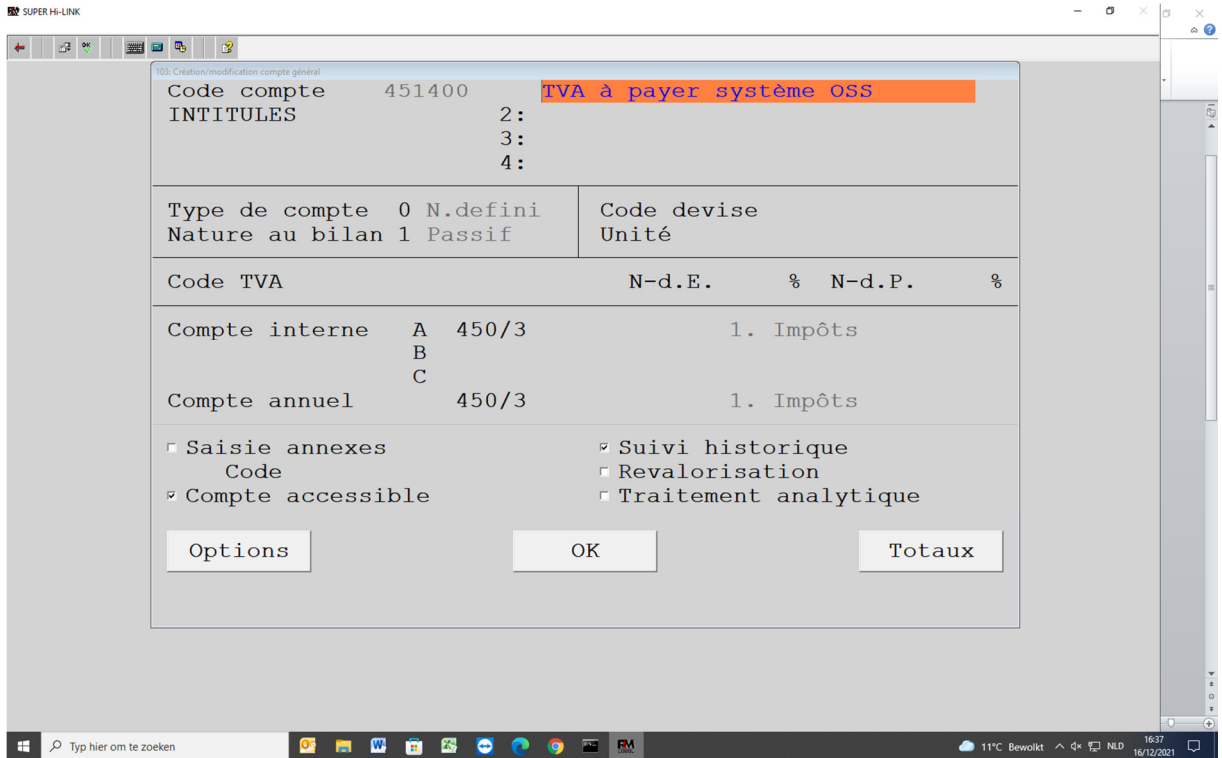 SUPER Hi-LINK
103: Création/modification compte général
Code compte 451400 TVA à payer système OSS
INTITULES 2:
3:
4:
Type de compte 0 N.defini Code devise
Nature au bilan 1 Passif Unité
Code TVA N-d.E. % N-d.P. %
Compte interne A 450/3 1. Impôts
B
C
Compte annuel 450/3 1. Impôts
Saisie annexes Suivi historique
Code Revalorisation
Compte accessible Traitement analytique
Options OK Totaux
Typ hier om te zoeken 11°C Bewolkt NLD 16:37
16/12/2021